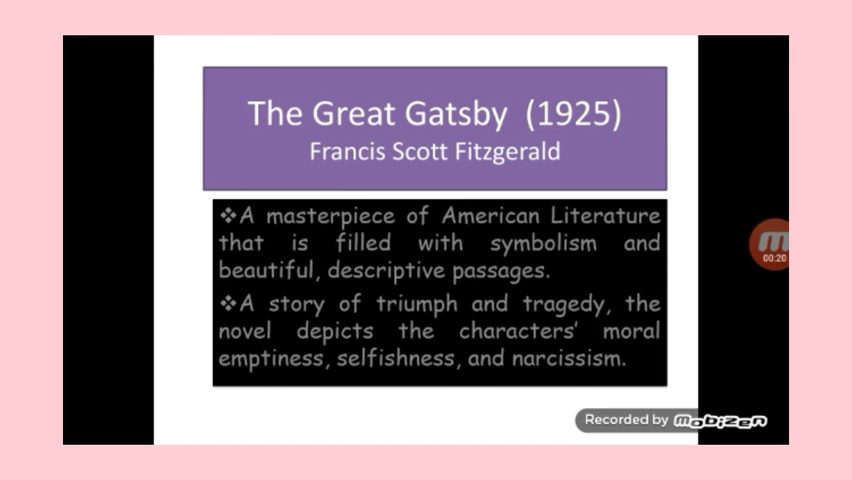 The Great Gatsby (1925)
Francis Scott Fitzgerald
❖A masterpiece of American Literature
that is filled with symbolism and
beautiful, descriptive passages.
❖A story of triumph and tragedy, the
novel depicts the characters' moral
emptiness, selfishness, and narcissism.
00:20
Recorded by mobizen